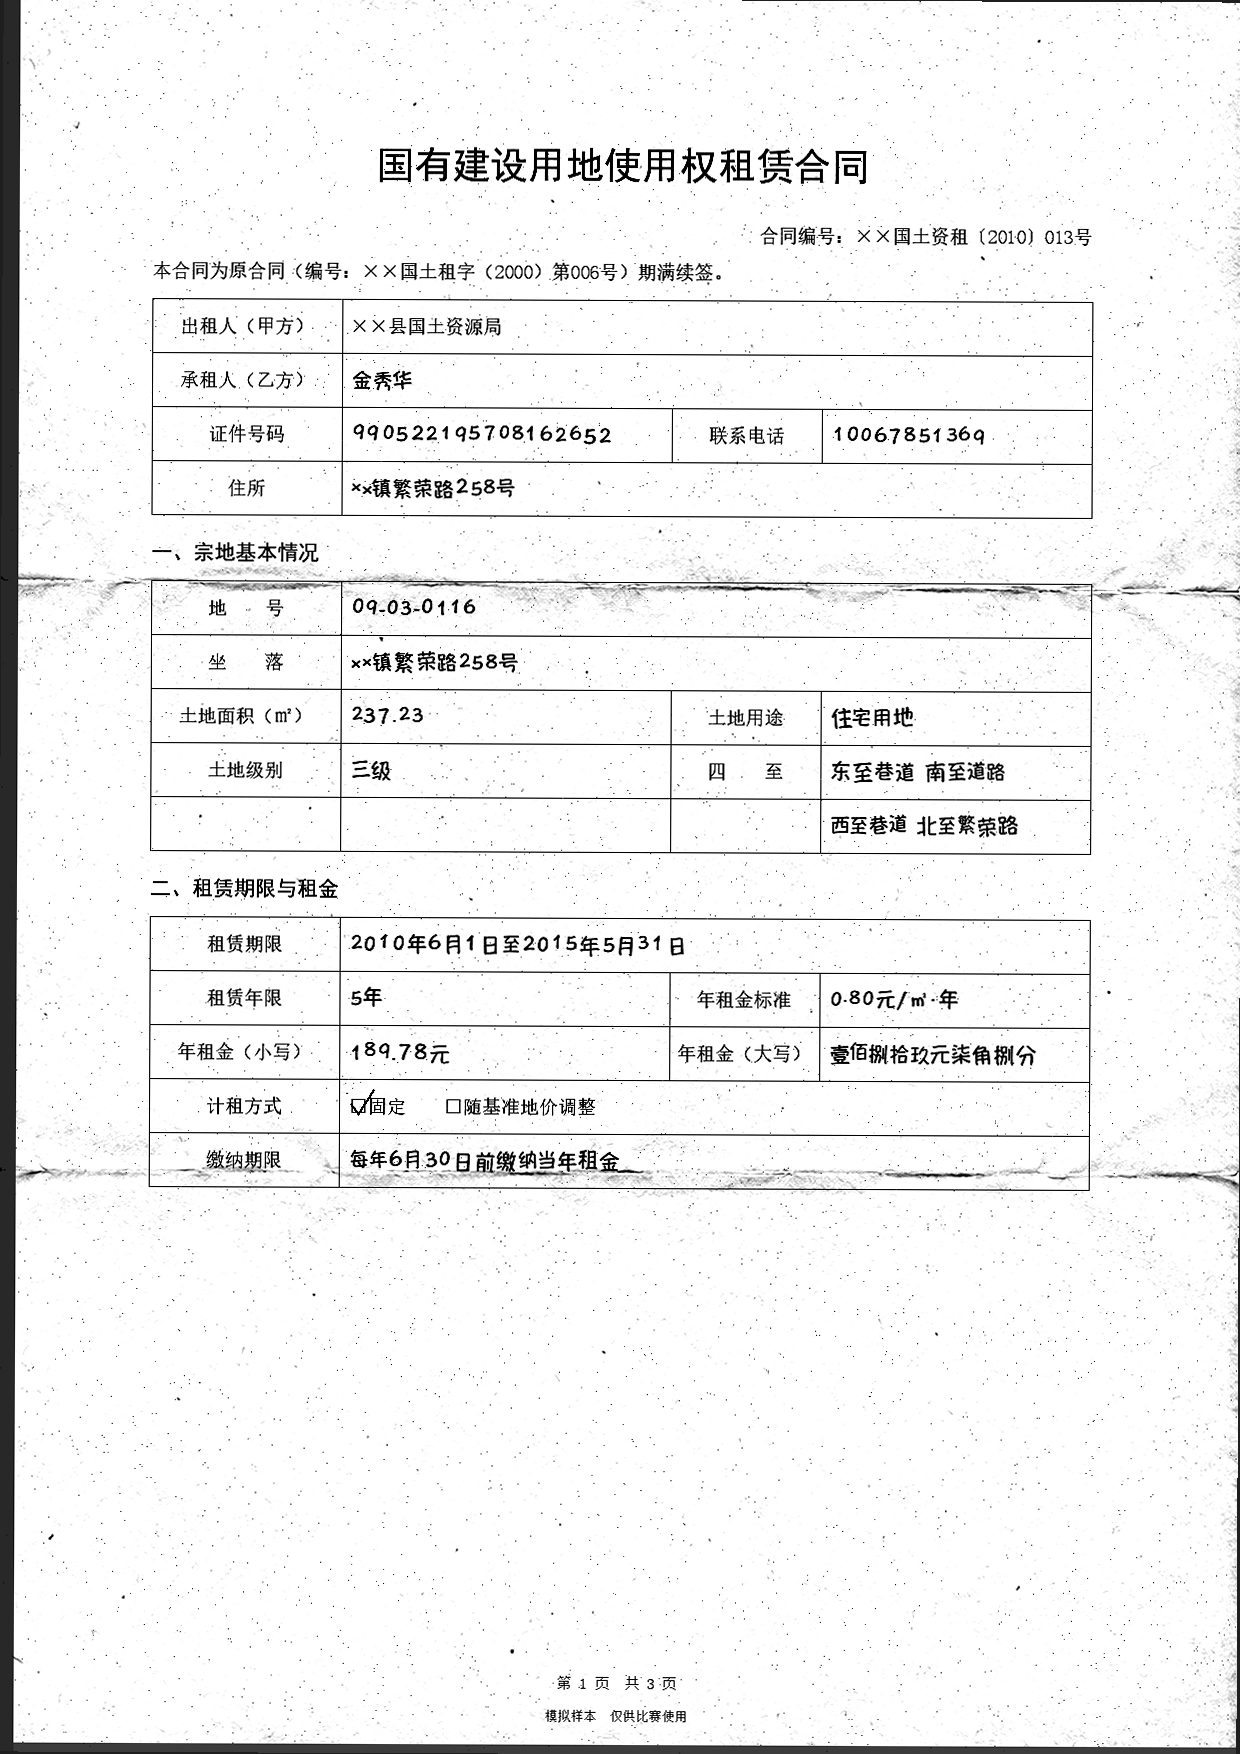 国有建设用地使用权租赁合同
合同编号：××国土资租〔2010〕013号
本合同为原合同（编号：××国土租字（2000）第006号）期满续签。
出租人（甲方） ××县国土资源局
承租人（乙方） 金秀华
证件号码 990522195708162652 联系电话 10067851369
住所 ××镇繁荣路258号
一、宗地基本情况
地 号 09-03-0116
坐 落 ××镇繁荣路258号
土地面积（㎡） 237.23 土地用途 住宅用地
土地级别 三级 四 至 东至巷道 南至道路
西至巷道 北至繁荣路
二、租赁期限与租金
租赁期限 2010年6月1日至2015年5月31日
租赁年限 5年 年租金标准 0.80元/㎡·年
年租金（小写） 189.78元 年租金（大写） 壹佰捌拾玖元柒角捌分
计租方式 ☑固定 □随基准地价调整
缴纳期限 每年6月30日前缴纳当年租金
第 1 页 共 3 页
模拟样本 仅供比赛使用